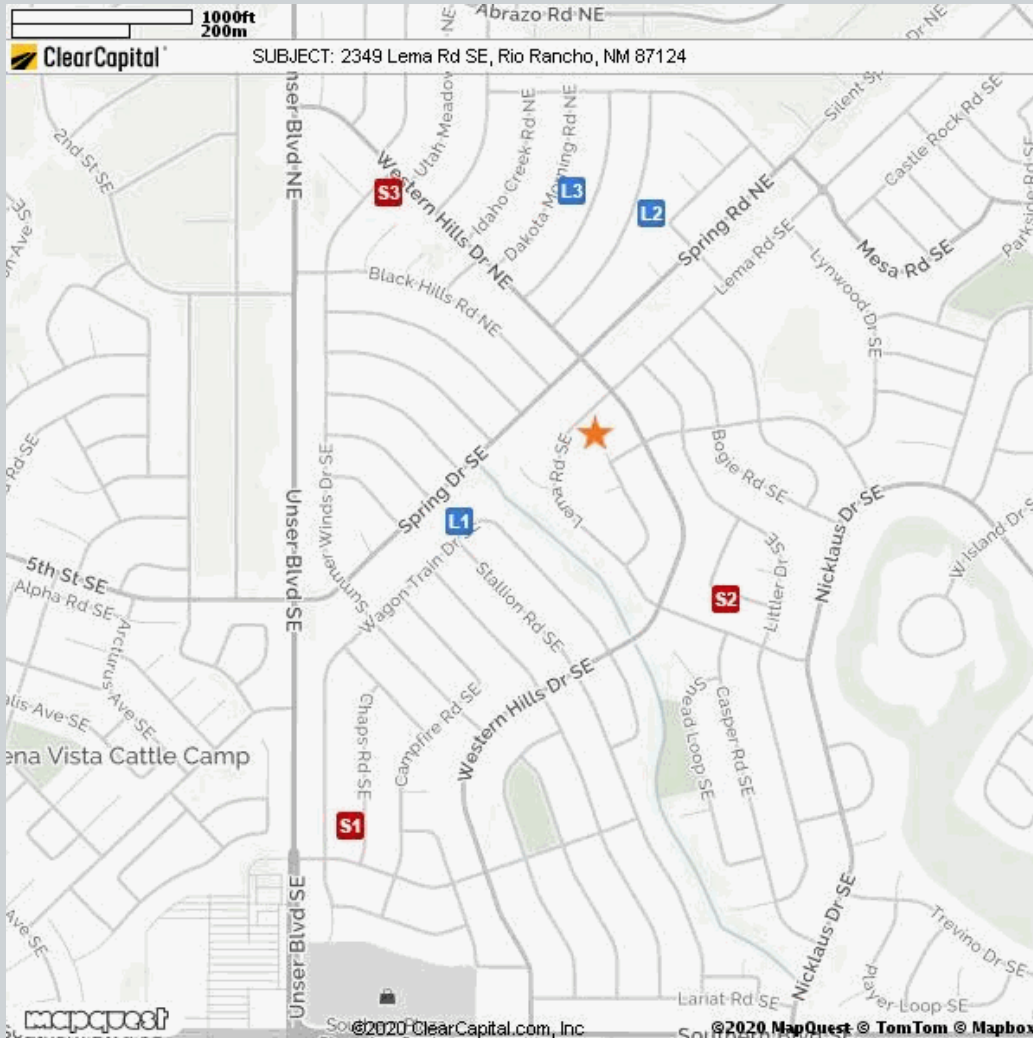 1000ft
200m
Abrazo Rd NE
ClearCapital
SUBJECT: 2349 Lema Rd SE, Rio Rancho, NM 87124
Unser Blvd NE
2nd St SE
Western Hills Dr NE
Utah Meadow
Idaho Creek Rd NE
Dakota Morning Rd NE
Castle Rock Rd SE
S3
L3
L2
Spring Rd NE
Lema Rd SE
Mesa Rd SE
Lynwood Dr SE
Black Hills Rd NE
Lema Rd SE
Bogie Rd SE
Spring Dr SE
Summer Winds Dr SE
Unser Blvd SE
L1
Wagon Train Dr
Stallion Rd SE
Nicklaus Dr SE
Littler Dr SE
W Island Dr
S2
5th St SE
Alpha Rd SE
Arcturus Ave SE
Western Hills Dr SE
Campfire Rd SE
Chaps Rd SE
Snead Loop SE
Casper Rd SE
ena Vista Cattle Camp
S1
Unser Blvd SE
Nicklaus Dr SE
Trevino Dr SE
Lariat Rd SE
mapquest
©2020 ClearCapital.com, Inc
©2020 MapQuest © TomTom © Mapbox